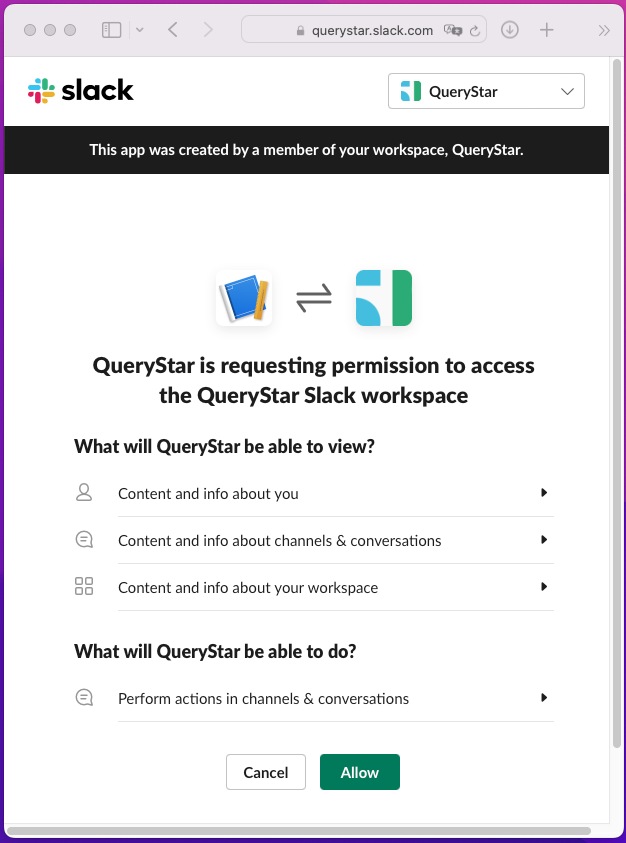 querystar.slack.com
slack
QueryStar
This app was created by a member of your workspace, QueryStar.
QueryStar is requesting permission to access
the QueryStar Slack workspace
What will QueryStar be able to view?
Content and info about you
Content and info about channels & conversations
Content and info about your workspace
What will QueryStar be able to do?
Perform actions in channels & conversations
Cancel
Allow